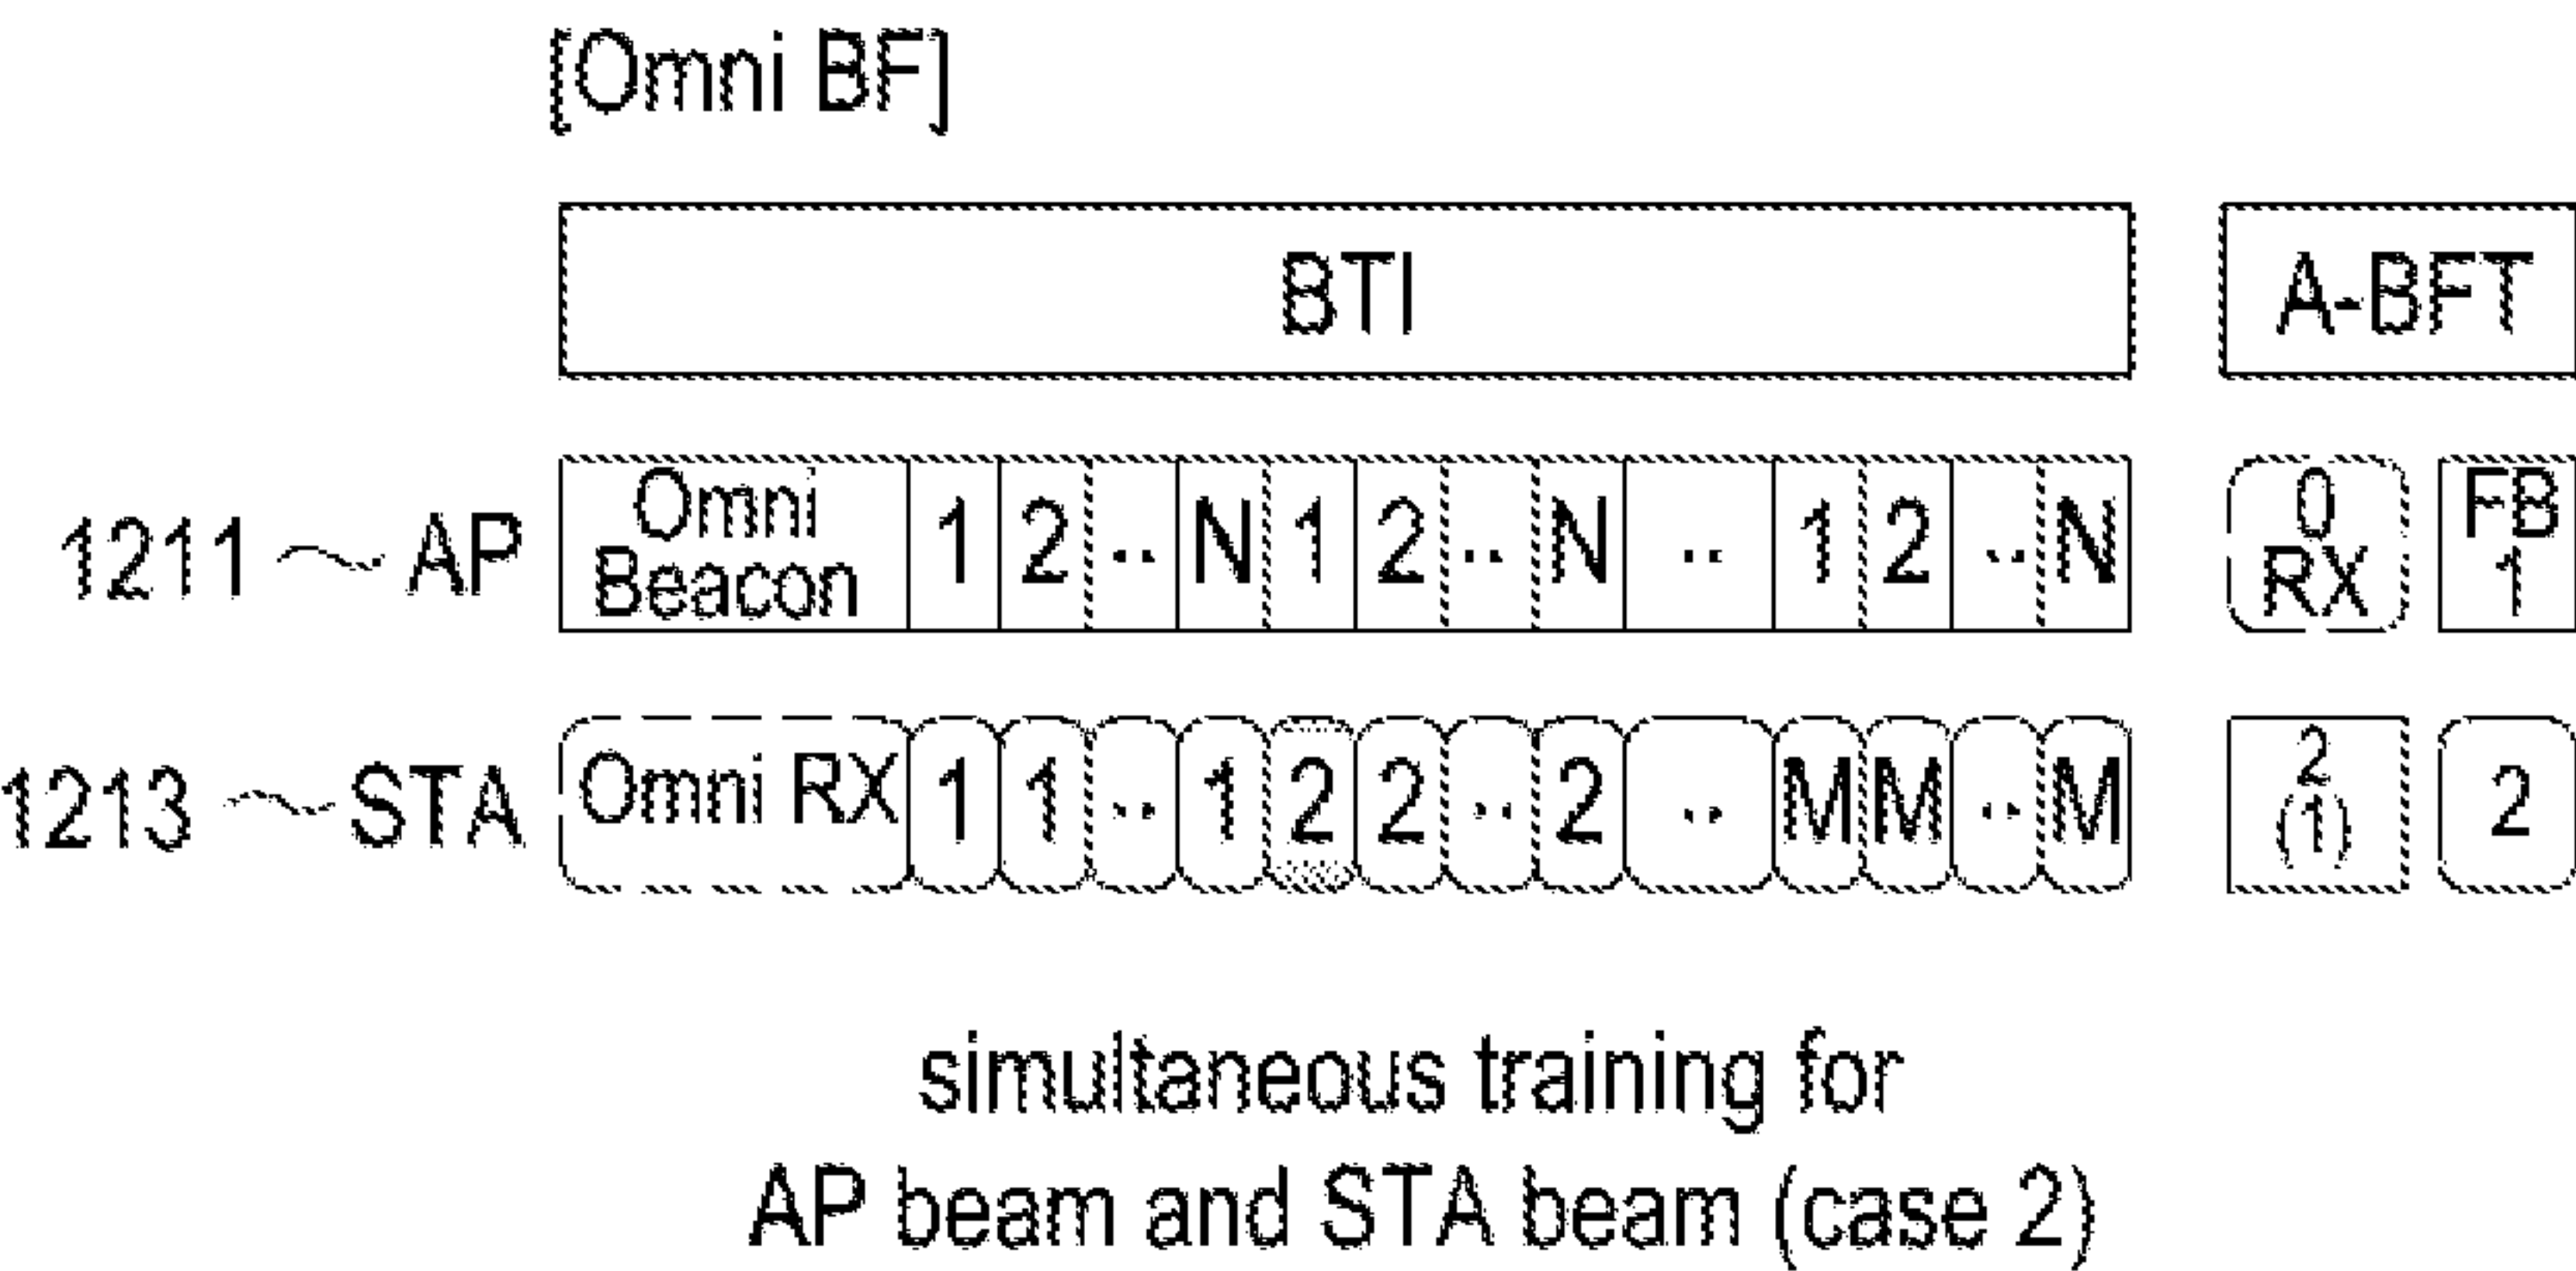 [Omni BF]
BTI A-BFT
1211 ~ AP Omni Beacon 1 2 .. N 1 2 .. N .. 1 2 .. N 0 RX FB 1
1213 ~ STA Omni RX 1 1 .. 1 2 2 .. 2 .. M M .. M 2 (1) 2
simultaneous training for
AP beam and STA beam (case 2)